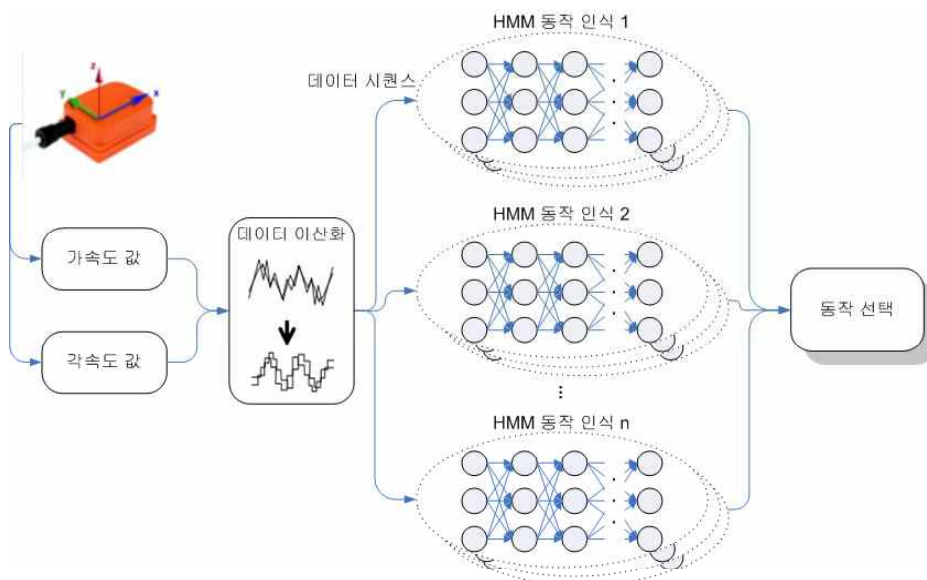 HMM 동작 인식 1
데이터 시퀀스
z
y
x
HMM 동작 인식 2
데이터 이산화
가속도 값
동작 선택
각속도 값
...
HMM 동작 인식 n